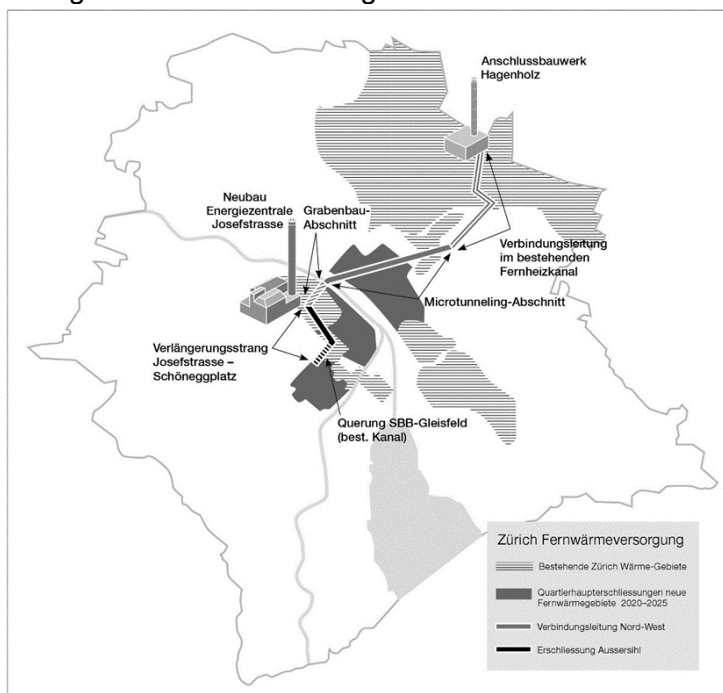 Anschlussbauwerk
Hagenholz
Neubau
Energiezentrale
Josefstrasse
Grabenbau-
Abschnitt
Verbindungsleitung
im bestehenden
Fernheizkanal
Microtunneling-Abschnitt
Verlängerungsstrang
Josefstrasse –
Schöneggplatz
Querung SBB-Gleisfeld
(best. Kanal)
Zürich Fernwärmeversorgung
Bestehende Zürich Wärme-Gebiete
Quartierhaupterschliessungen neue
Fernwärmegebiete 2020-2025
Verbindungsleitung Nord-West
Erschliessung Aussersihl